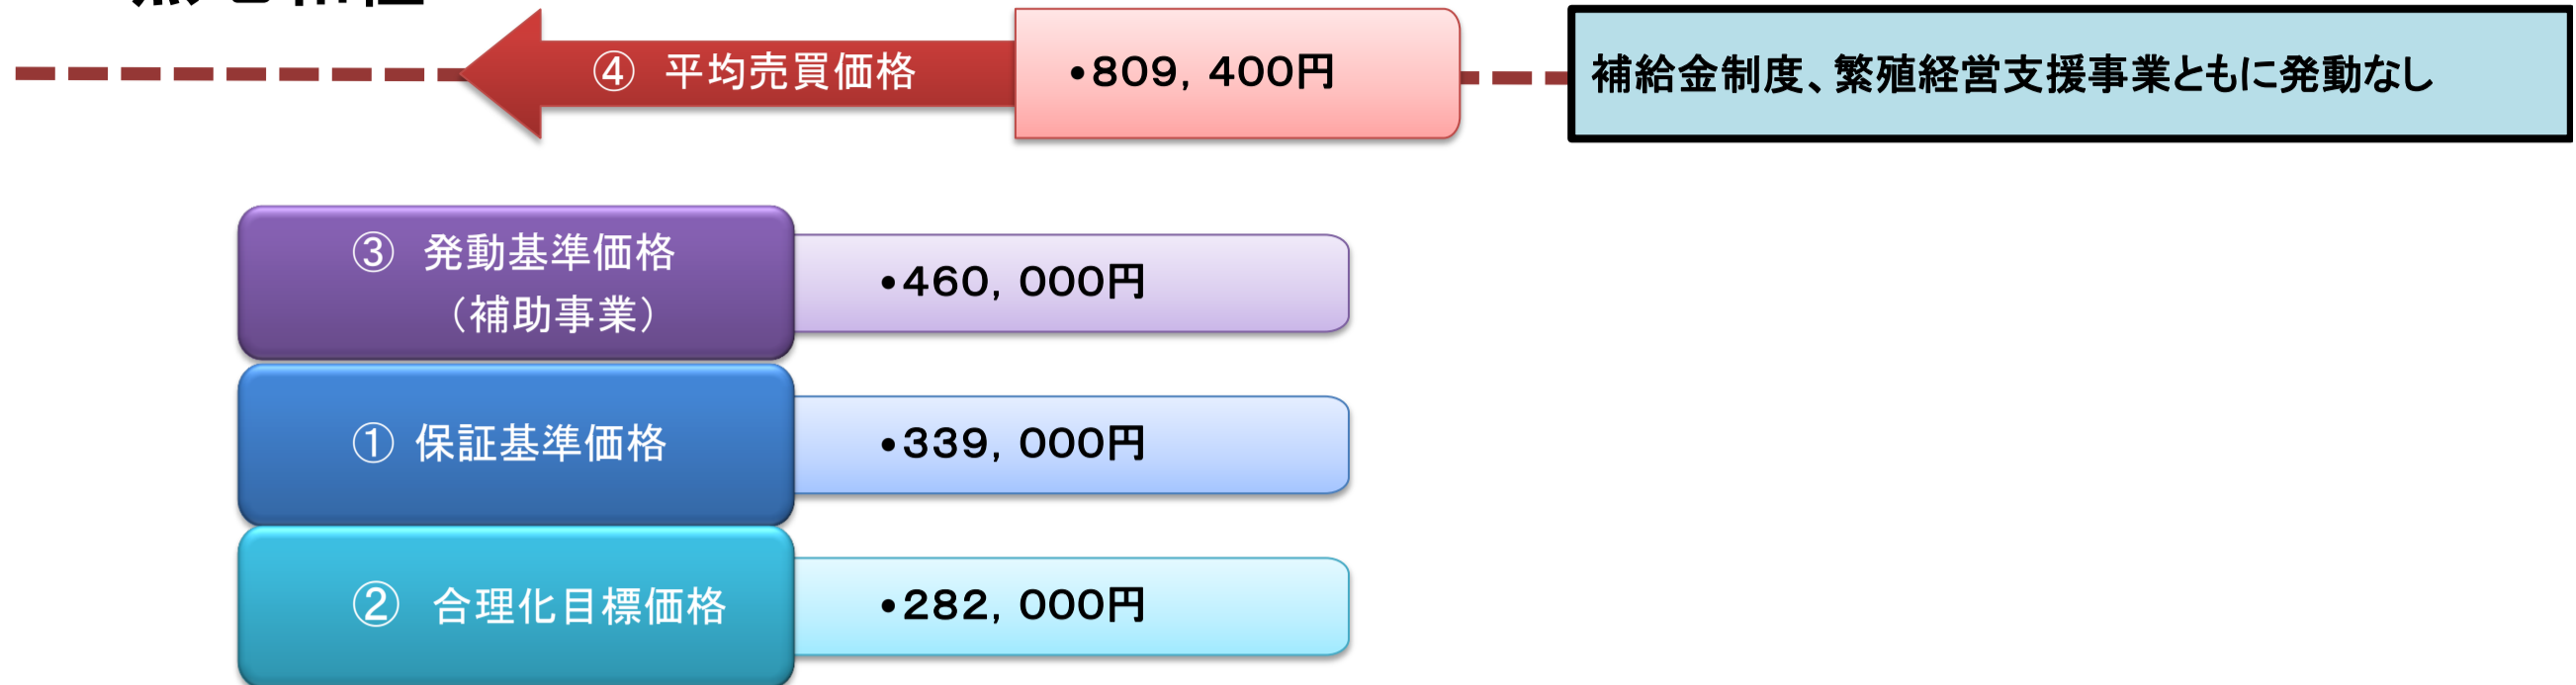 ④ 平均売買価格
•809，400円
補給金制度、繁殖経営支援事業ともに発動なし
③ 発動基準価格
（補助事業）
•460，000円
① 保証基準価格
•339，000円
② 合理化目標価格
•282，000円